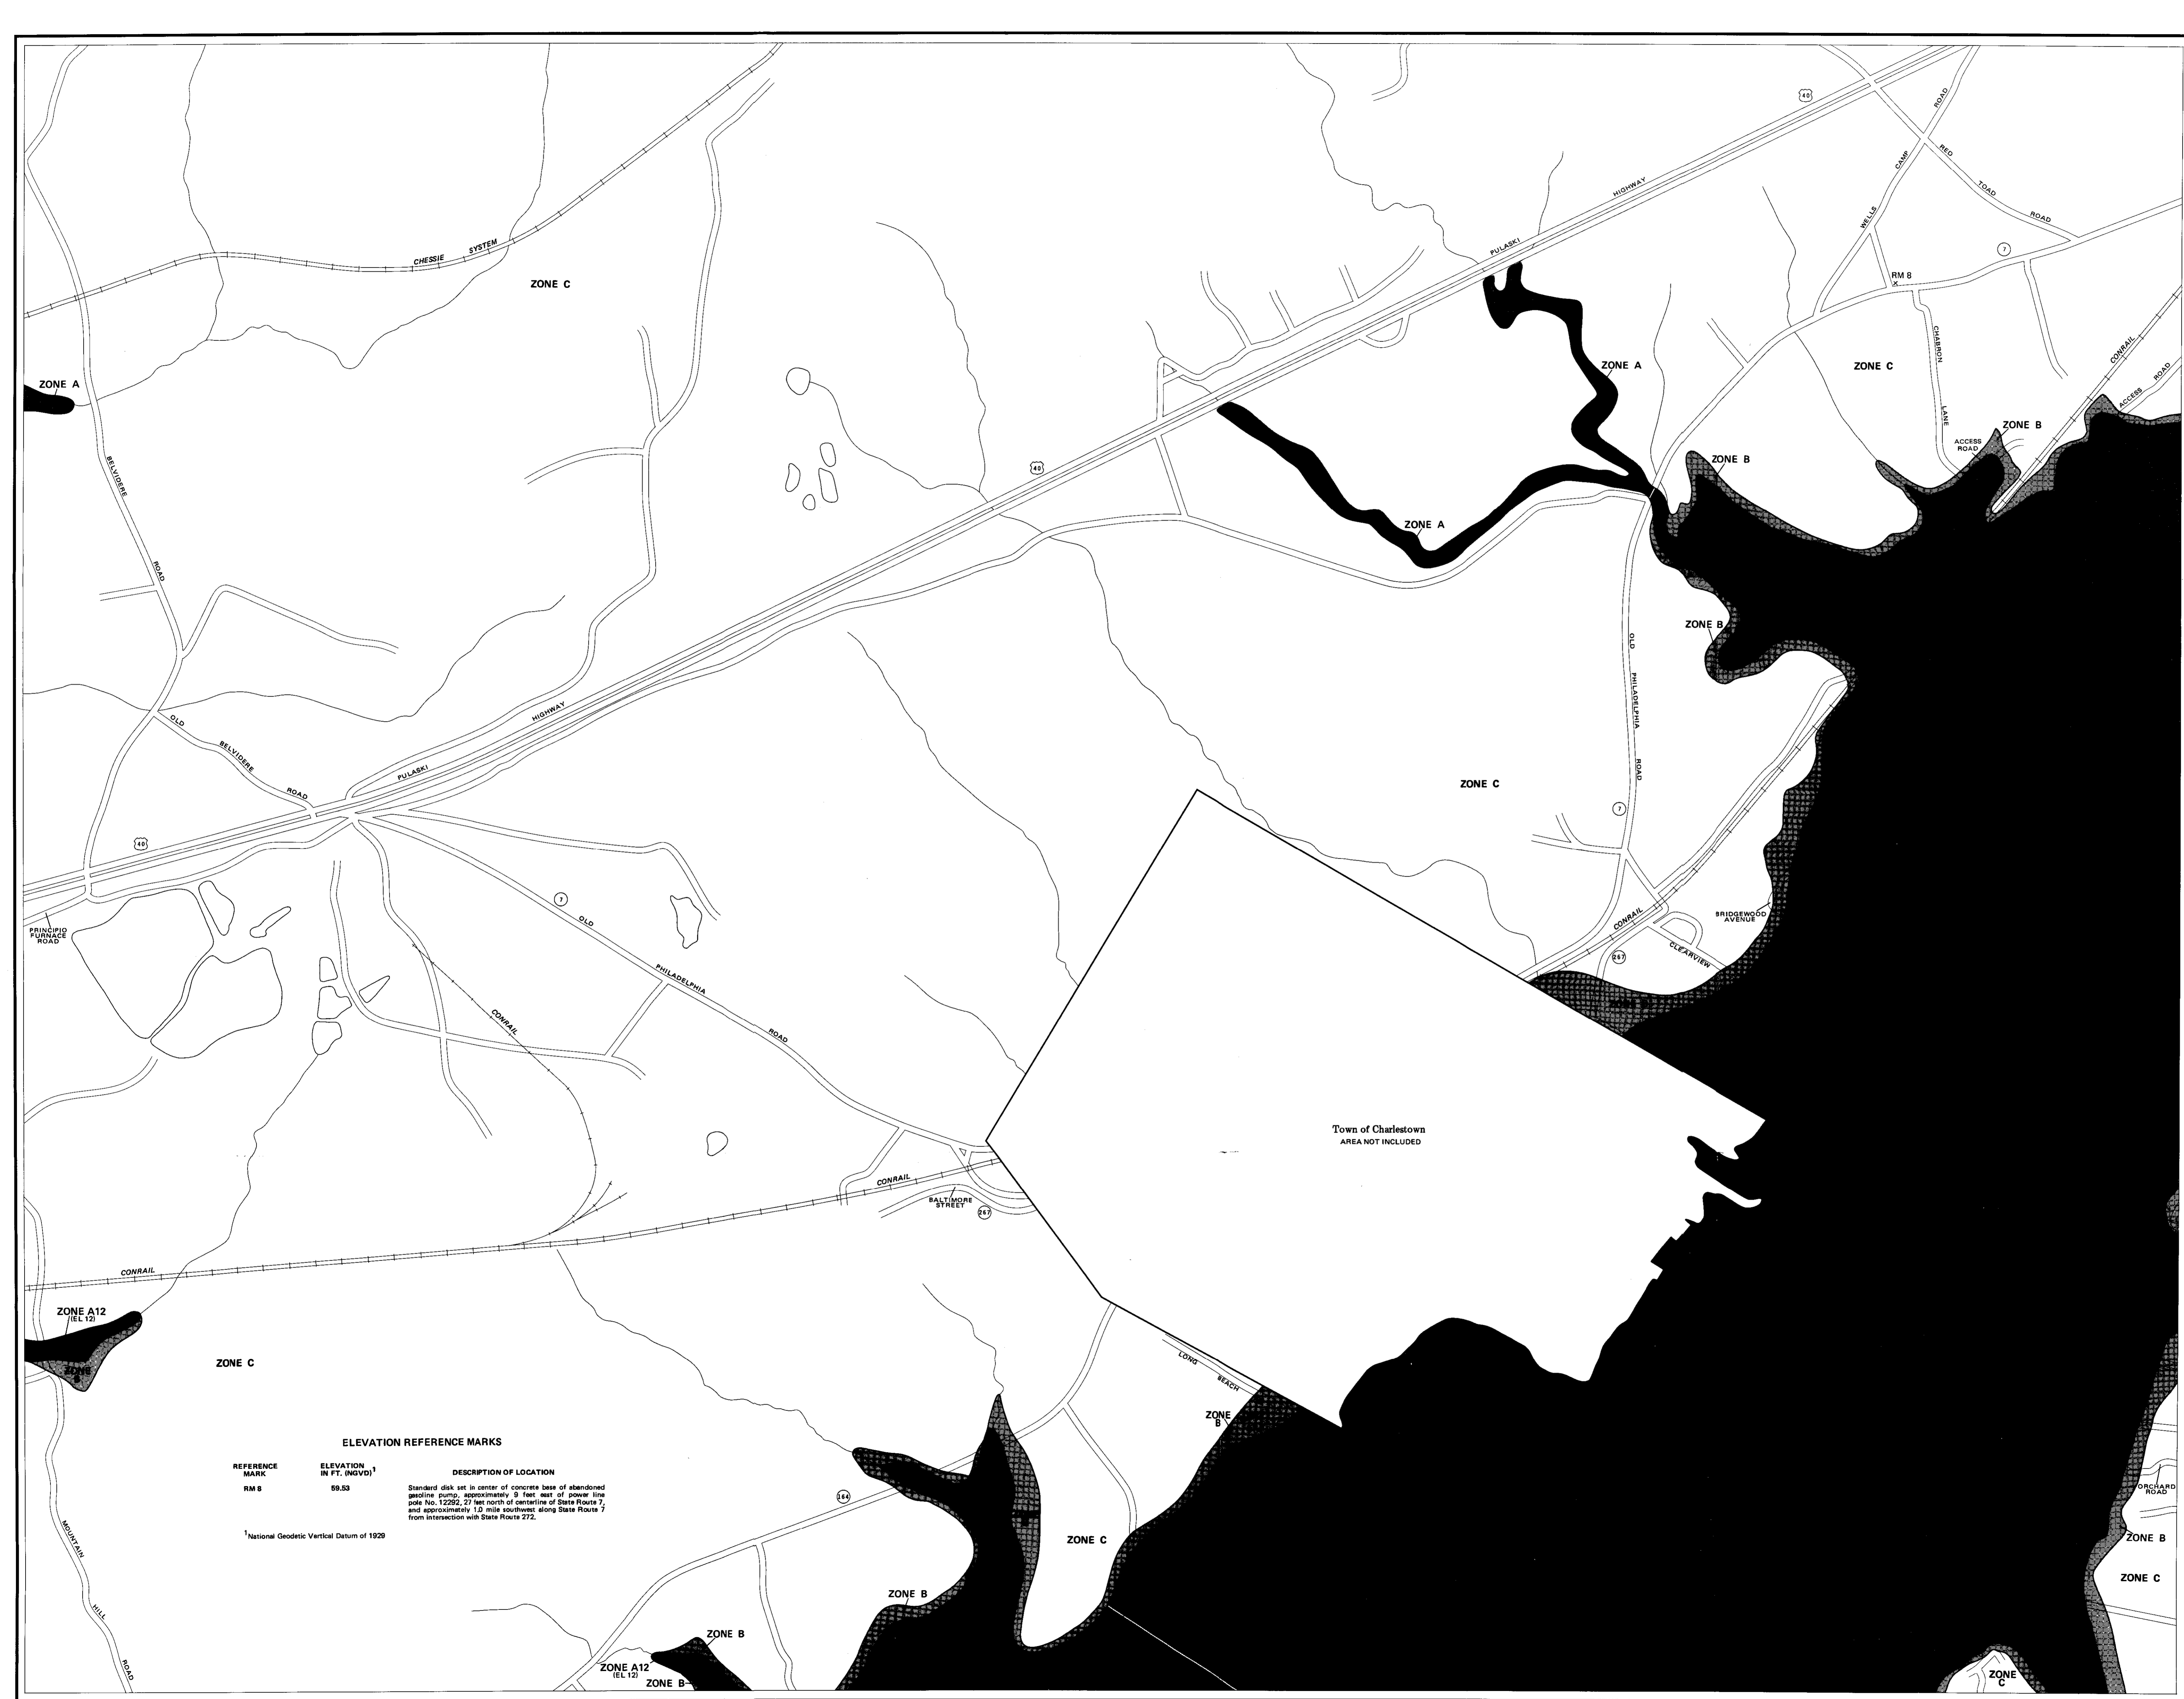 40
ROAD
CAMP
RED
TOAD
ROAD
HIGHWAY
WELLS
PULASKI
7
CHESSIE
SYSTEM
RM 8
X
ZONE C
CHABRON
LANE
CONRAIL
ACCESS
ROAD
ZONE A
ZONE C
ZONE A
ZONE B
ACCESS
ROAD
ZONE B
40
BELVIDERE
ROAD
ZONE A
ZONE B
OLD
PHILADELPHIA
ROAD
OLD
BELVIDERE
ROAD
HIGHWAY
PULASKI
ZONE C
7
40
7
OLD
PHILADELPHIA
ROAD
PRINCIPIO
FURNACE
ROAD
CONRAIL
BRIDGEWOOD
AVENUE
CLEARVIEW
267
CONRAIL
Town of Charlestown
AREA NOT INCLUDED
CONRAIL
BALTIMORE
STREET
267
CONRAIL
ZONE A12
(EL 12)
ZONE
B
ZONE C
LONG
BEACH
ZONE
B
ELEVATION REFERENCE MARKS
REFERENCE
MARK
ELEVATION
IN FT. (NGVD)1
DESCRIPTION OF LOCATION
RM 8
59.53
Standard disk set in center of concrete base of abandoned
gasoline pump, approximately 9 feet east of power line
pole No. 12292, 27 feet north of centerline of State Route 7,
and approximately 1.0 mile southwest along State Route 7
from intersection with State Route 272.
1National Geodetic Vertical Datum of 1929
264
ORCHARD
ROAD
ZONE B
ZONE C
ZONE C
ZONE B
MOUNTAIN
HILL
ROAD
ZONE B
ZONE A12
(EL 12)
ZONE B
ZONE
C